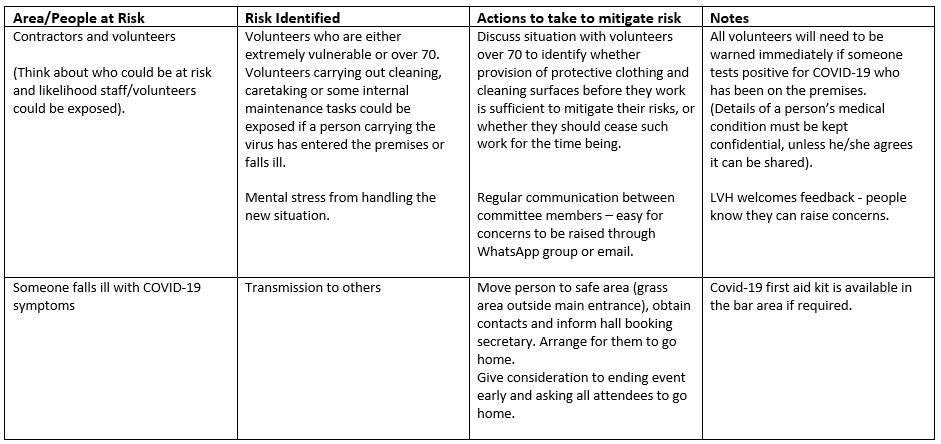 Area/People at Risk
Risk Identified
Actions to take to mitigate risk
Notes
Contractors and volunteers
(Think about who could be at risk
and likelihood staff/volunteers
could be exposed).
Volunteers who are either
extremely vulnerable or over 70.
Volunteers carrying out cleaning,
caretaking or some internal
maintenance tasks could be
exposed if a person carrying the
virus has entered the premises or
falls ill.
Mental stress from handling the
new situation.
Discuss situation with volunteers
over 70 to identify whether
provision of protective clothing and
cleaning surfaces before they work
is sufficient to mitigate their risks, or
whether they should cease such
work for the time being.
Regular communication between
committee members – easy for
concerns to be raised through
WhatsApp group or email.
All volunteers will need to be
warned immediately if someone
tests positive for COVID-19 who
has been on the premises.
(Details of a person’s medical
condition must be kept
confidential, unless he/she agrees
it can be shared).
LVH welcomes feedback - people
know they can raise concerns.
Someone falls ill with COVID-19
symptoms
Transmission to others
Move person to safe area (grass
area outside main entrance), obtain
contacts and inform hall booking
secretary. Arrange for them to go
home.
Give consideration to ending event
early and asking all attendees to go
home.
Covid-19 first aid kit is available in
the bar area if required.